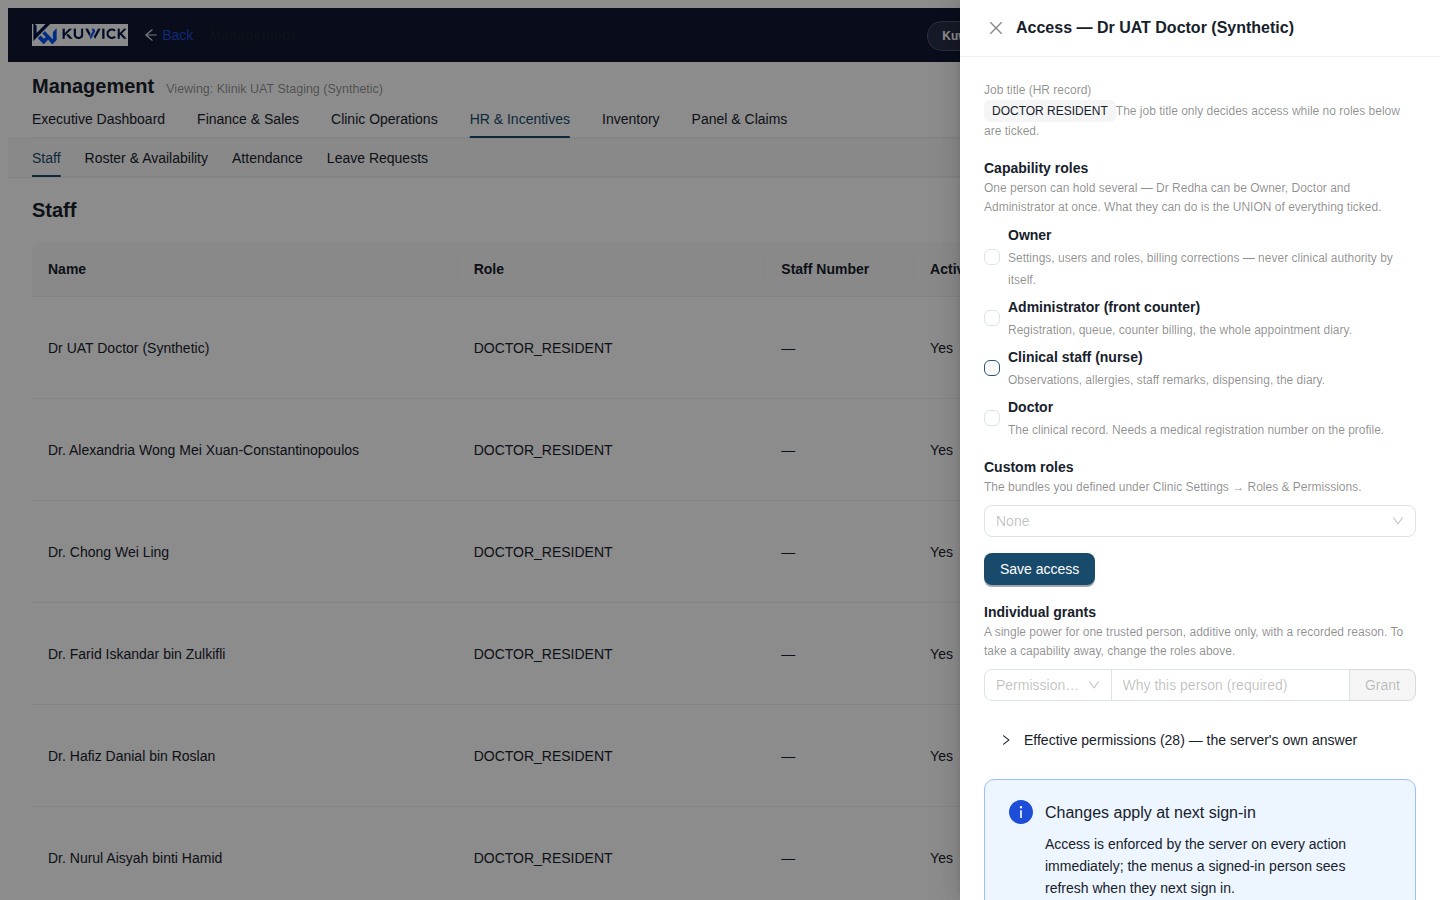 KUWICK
Back
Management
Kuw
Management
Viewing: Klinik UAT Staging (Synthetic)
Executive Dashboard
Finance & Sales
Clinic Operations
HR & Incentives
Inventory
Panel & Claims
Staff
Roster & Availability
Attendance
Leave Requests
Staff
Name
Role
Staff Number
Activ
Dr UAT Doctor (Synthetic)
DOCTOR_RESIDENT
—
Yes
Dr. Alexandria Wong Mei Xuan-Constantinopoulos
DOCTOR_RESIDENT
—
Yes
Dr. Chong Wei Ling
DOCTOR_RESIDENT
—
Yes
Dr. Farid Iskandar bin Zulkifli
DOCTOR_RESIDENT
—
Yes
Dr. Hafiz Danial bin Roslan
DOCTOR_RESIDENT
—
Yes
Dr. Nurul Aisyah binti Hamid
DOCTOR_RESIDENT
—
Yes
Access — Dr UAT Doctor (Synthetic)
Job title (HR record)
DOCTOR RESIDENT The job title only decides access while no roles below
are ticked.
Capability roles
One person can hold several — Dr Redha can be Owner, Doctor and
Administrator at once. What they can do is the UNION of everything ticked.
Owner
Settings, users and roles, billing corrections — never clinical authority by
itself.
Administrator (front counter)
Registration, queue, counter billing, the whole appointment diary.
Clinical staff (nurse)
Observations, allergies, staff remarks, dispensing, the diary.
Doctor
The clinical record. Needs a medical registration number on the profile.
Custom roles
The bundles you defined under Clinic Settings → Roles & Permissions.
None
Save access
Individual grants
A single power for one trusted person, additive only, with a recorded reason. To
take a capability away, change the roles above.
Permission...
Why this person (required)
Grant
Effective permissions (28) — the server's own answer
Changes apply at next sign-in
Access is enforced by the server on every action
immediately; the menus a signed-in person sees
refresh when they next sign in.